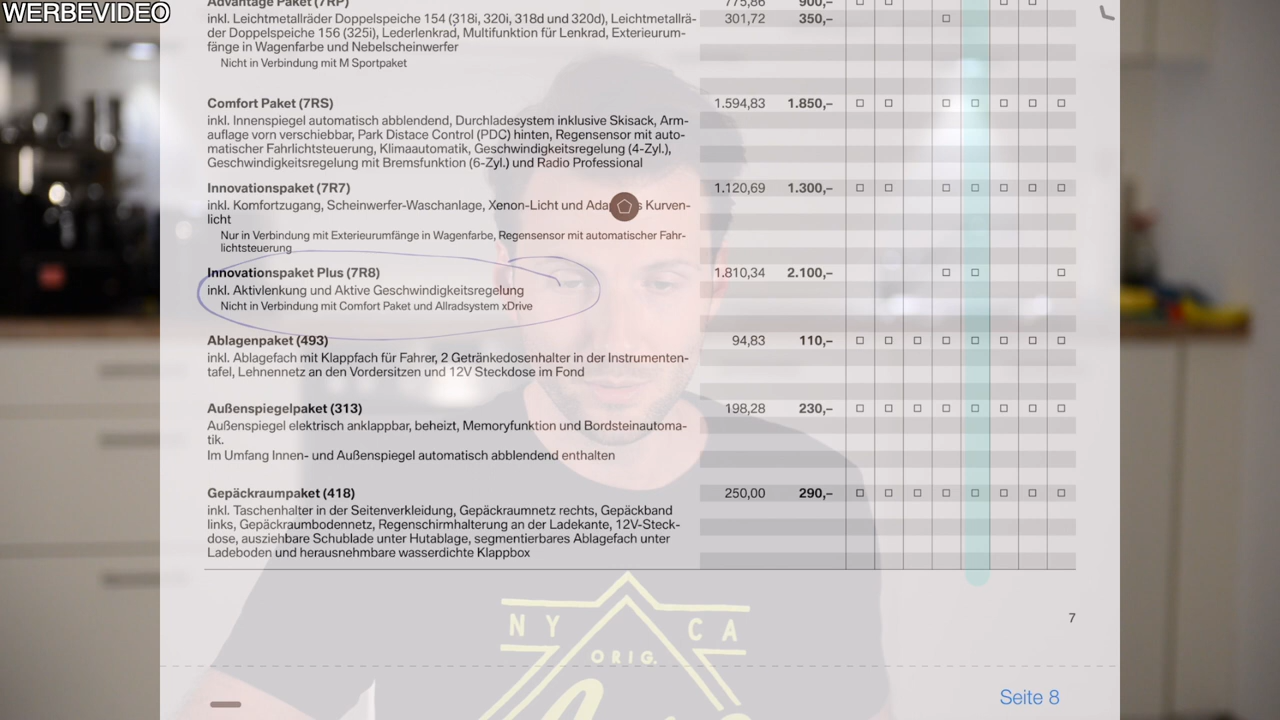 WERBEVIDEO
Advantage Paket (7RP) 775,86 900,–
inkl. Leichtmetallräder Doppelspeiche 154 (318i, 320i, 318d und 320d), Leichtmetallrä- 301,72 350,–
der Doppelspeiche 156 (325i), Lederlenkrad, Multifunktion für Lenkrad, Exterieurum-
fänge in Wagenfarbe und Nebelscheinwerfer
Nicht in Verbindung mit M Sportpaket
Comfort Paket (7RS) 1.594,83 1.850,–
inkl. Innenspiegel automatisch abblendend, Durchladesystem inklusive Skisack, Arm-
auflage vorn verschiebbar, Park Distace Control (PDC) hinten, Regensensor mit auto-
matischer Fahrlichtsteuerung, Klimaautomatik, Geschwindigkeitsregelung (4-Zyl.),
Geschwindigkeitsregelung mit Bremsfunktion (6-Zyl.) und Radio Professional
Innovationspaket (7R7) 1.120,69 1.300,–
inkl. Komfortzugang, Scheinwerfer-Waschanlage, Xenon-Licht und Ada s Kurven-
licht
Nur in Verbindung mit Exterieurumfänge in Wagenfarbe, Regensensor mit automatischer Fahr-
lichtsteuerung
Innovationspaket Plus (7R8) 1.810,34 2.100,–
inkl. Aktivlenkung und Aktive Geschwindigkeitsregelung
Nicht in Verbindung mit Comfort Paket und Allradsystem xDrive
Ablagenpaket (493) 94,83 110,–
inkl. Ablagefach mit Klappfach für Fahrer, 2 Getränkedosenhalter in der Instrumenten-
tafel, Lehnennetz an den Vordersitzen und 12V Steckdose im Fond
Außenspiegelpaket (313) 198,28 230,–
Außenspiegel elektrisch anklappbar, beheizt, Memoryfunktion und Bordsteinautoma-
tik.
Im Umfang Innen- und Außenspiegel automatisch abblendend enthalten
Gepäckraumpaket (418) 250,00 290,–
inkl. Taschenhalter in der Seitenverkleidung, Gepäckraumnetz rechts, Gepäckband
links, Gepäckraumbodennetz, Regenschirmhalterung an der Ladekante, 12V-Steck-
dose, ausziehbare Schublade unter Hutablage, segmentierbares Ablagefach unter
Ladeboden und herausnehmbare wasserdichte Klappbox
7
NY CA
ORIG.
Seite 8